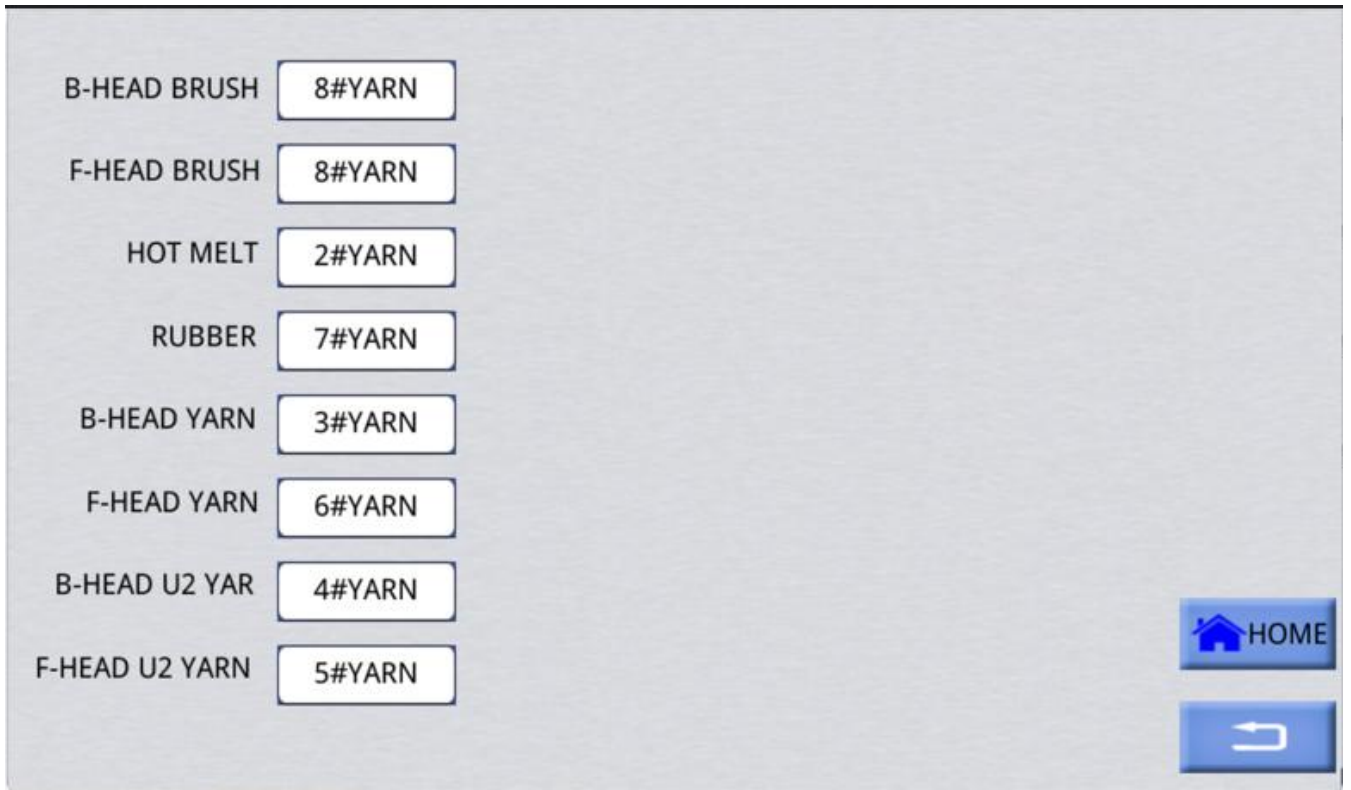 B-HEAD BRUSH 8#YARN
F-HEAD BRUSH 8#YARN
HOT MELT 2#YARN
RUBBER 7#YARN
B-HEAD YARN 3#YARN
F-HEAD YARN 6#YARN
B-HEAD U2 YAR 4#YARN
F-HEAD U2 YARN 5#YARN
HOME